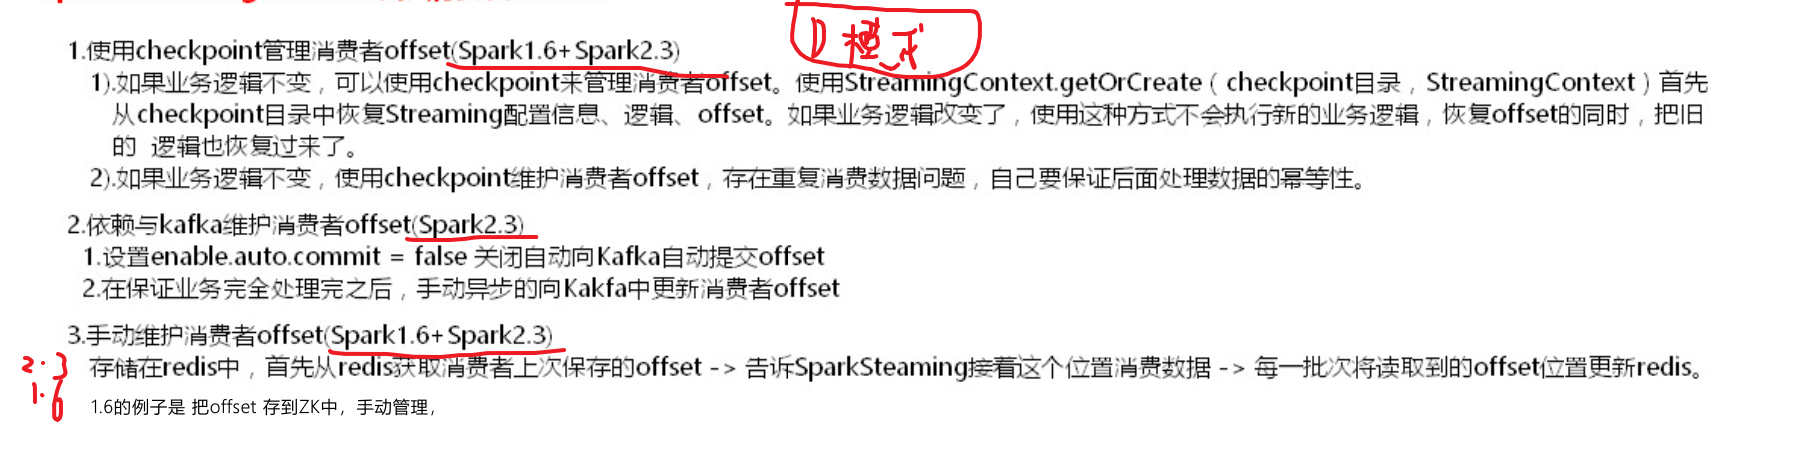 D模式
1.使用checkpoint管理消费者offset(Spark1.6+Spark2.3)
1).如果业务逻辑不变，可以使用checkpoint来管理消费者offset。使用StreamingContext.getOrCreate（checkpoint目录，StreamingContext）首先
从checkpoint目录中恢复Streaming配置信息、逻辑、offset。如果业务逻辑改变了，使用这种方式不会执行新的业务逻辑，恢复offset的同时，把旧
的 逻辑也恢复过来了。
2).如果业务逻辑不变，使用checkpoint维护消费者offset，存在重复消费数据问题，自己要保证后面处理数据的幂等性。
2.依赖与kafka维护消费者offset(Spark2.3)
1.设置enable.auto.commit = false 关闭自动向Kafka自动提交offset
2.在保证业务完全处理完之后，手动异步的向Kakfa中更新消费者offset
3.手动维护消费者offset(Spark1.6+Spark2.3)
2.3
存储在redis中，首先从redis获取消费者上次保存的offset -> 告诉SparkSteaming接着这个位置消费数据 -> 每一批次将读取到的offset位置更新redis。
1.6
1.6的例子是 把offset 存到ZK中，手动管理，